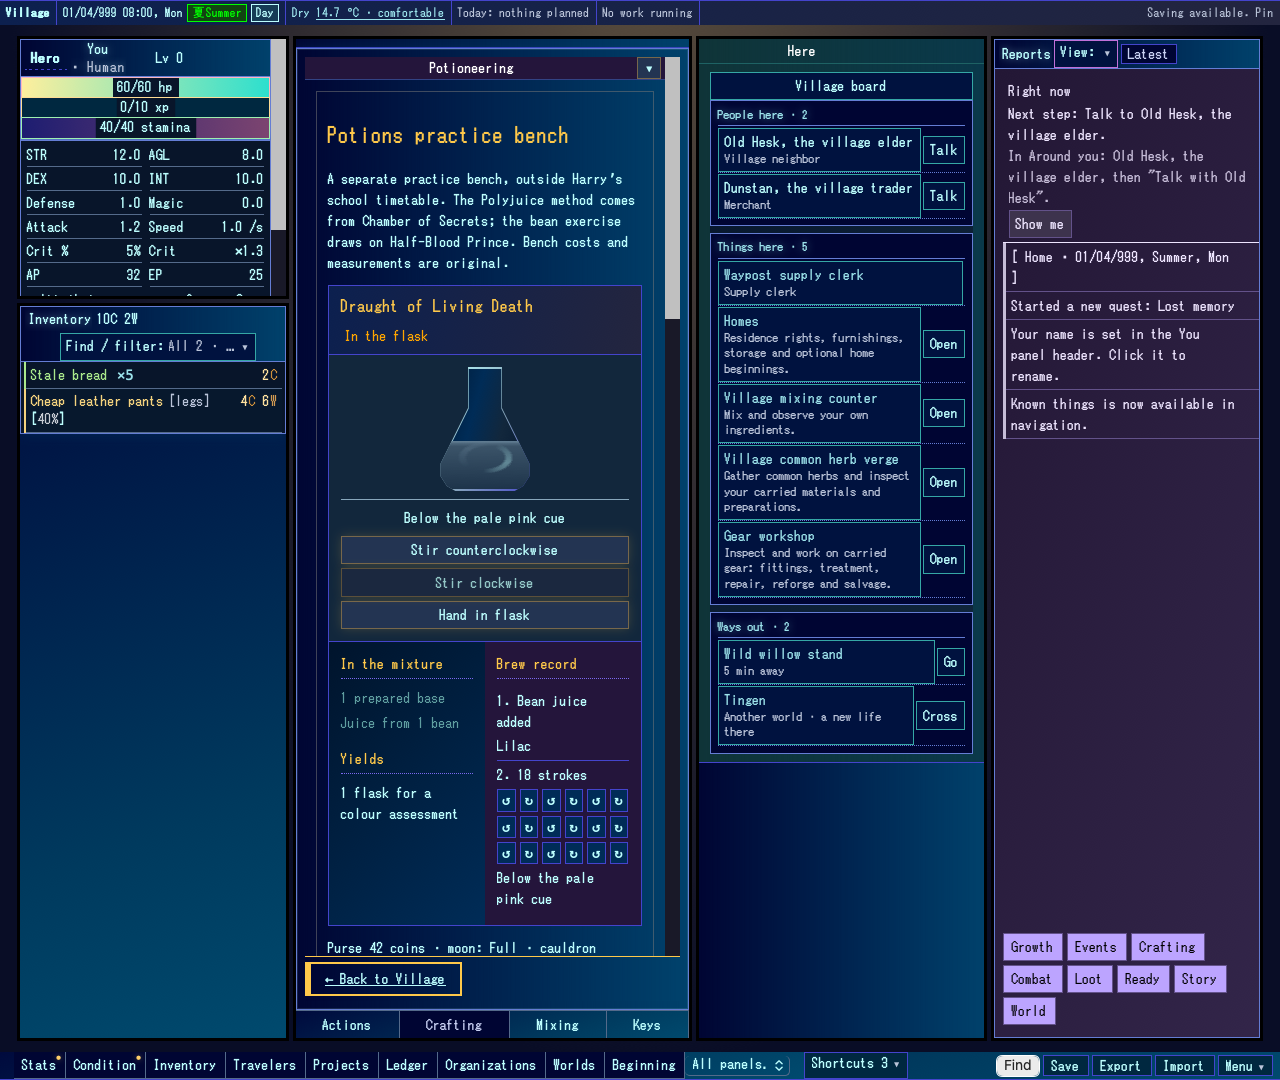 Village 01/04/999 08:00, Mon 夏Summer Day Dry 14.7 °C · comfortable Today: nothing planned No work running Saving available. Pin
Hero · You Human Lv 0
60/60 hp
0/10 xp
40/40 stamina
STR 12.0 AGL 8.0
DEX 10.0 INT 10.0
Defense 1.0 Magic 0.0
Attack 1.2 Speed 1.0 /s
Crit % 5% Crit ×1.3
AP 32 EP 25
Inventory 10C 2W
Find / filter: All 2 · … ▾
Stale bread ×5 2C
Cheap leather pants [legs] 4C 6W
[40%]
Potioneering ▾
Potions practice bench
A separate practice bench, outside Harry's
school timetable. The Polyjuice method comes
from Chamber of Secrets; the bean exercise
draws on Half-Blood Prince. Bench costs and
measurements are original.
Draught of Living Death
In the flask
Below the pale pink cue
Stir counterclockwise
Stir clockwise
Hand in flask
In the mixture
1 prepared base
Juice from 1 bean
Yields
1 flask for a
colour assessment
Brew record
1. Bean juice
added
Lilac
2. 18 strokes
↺ ↻ ↺ ↻ ↺ ↻
↺ ↻ ↺ ↻ ↺ ↻
↺ ↻ ↺ ↻ ↺ ↻
Below the pale
pink cue
Purse 42 coins · moon: Full · cauldron
← Back to Village
Actions Crafting Mixing Keys
Here
Village board
People here · 2
Old Hesk, the village elder
Village neighbor
Talk
Dunstan, the village trader
Merchant
Talk
Things here · 5
Waypost supply clerk
Supply clerk
Homes
Residence rights, furnishings,
storage and optional home
beginnings.
Open
Village mixing counter
Mix and observe your own
ingredients.
Open
Village common herb verge
Gather common herbs and inspect
your carried materials and
preparations.
Open
Gear workshop
Inspect and work on carried
gear: fittings, treatment,
repair, reforge and salvage.
Open
Ways out · 2
Wild willow stand
5 min away
Go
Tingen
Another world · a new life
there
Cross
Reports View: ▾ Latest
Right now
Next step: Talk to Old Hesk, the
village elder.
In Around you: Old Hesk, the
village elder, then "Talk with Old
Hesk".
Show me
[ Home · 01/04/999, Summer, Mon
]
Started a new quest: Lost memory
Your name is set in the You
panel header. Click it to
rename.
Known things is now available in
navigation.
Growth Events Crafting
Combat Loot Ready Story
World
Stats Condition Inventory Travelers Projects Ledger Organizations Worlds Beginning All panels. Shortcuts 3 ▾ Find Save Export Import Menu ▾